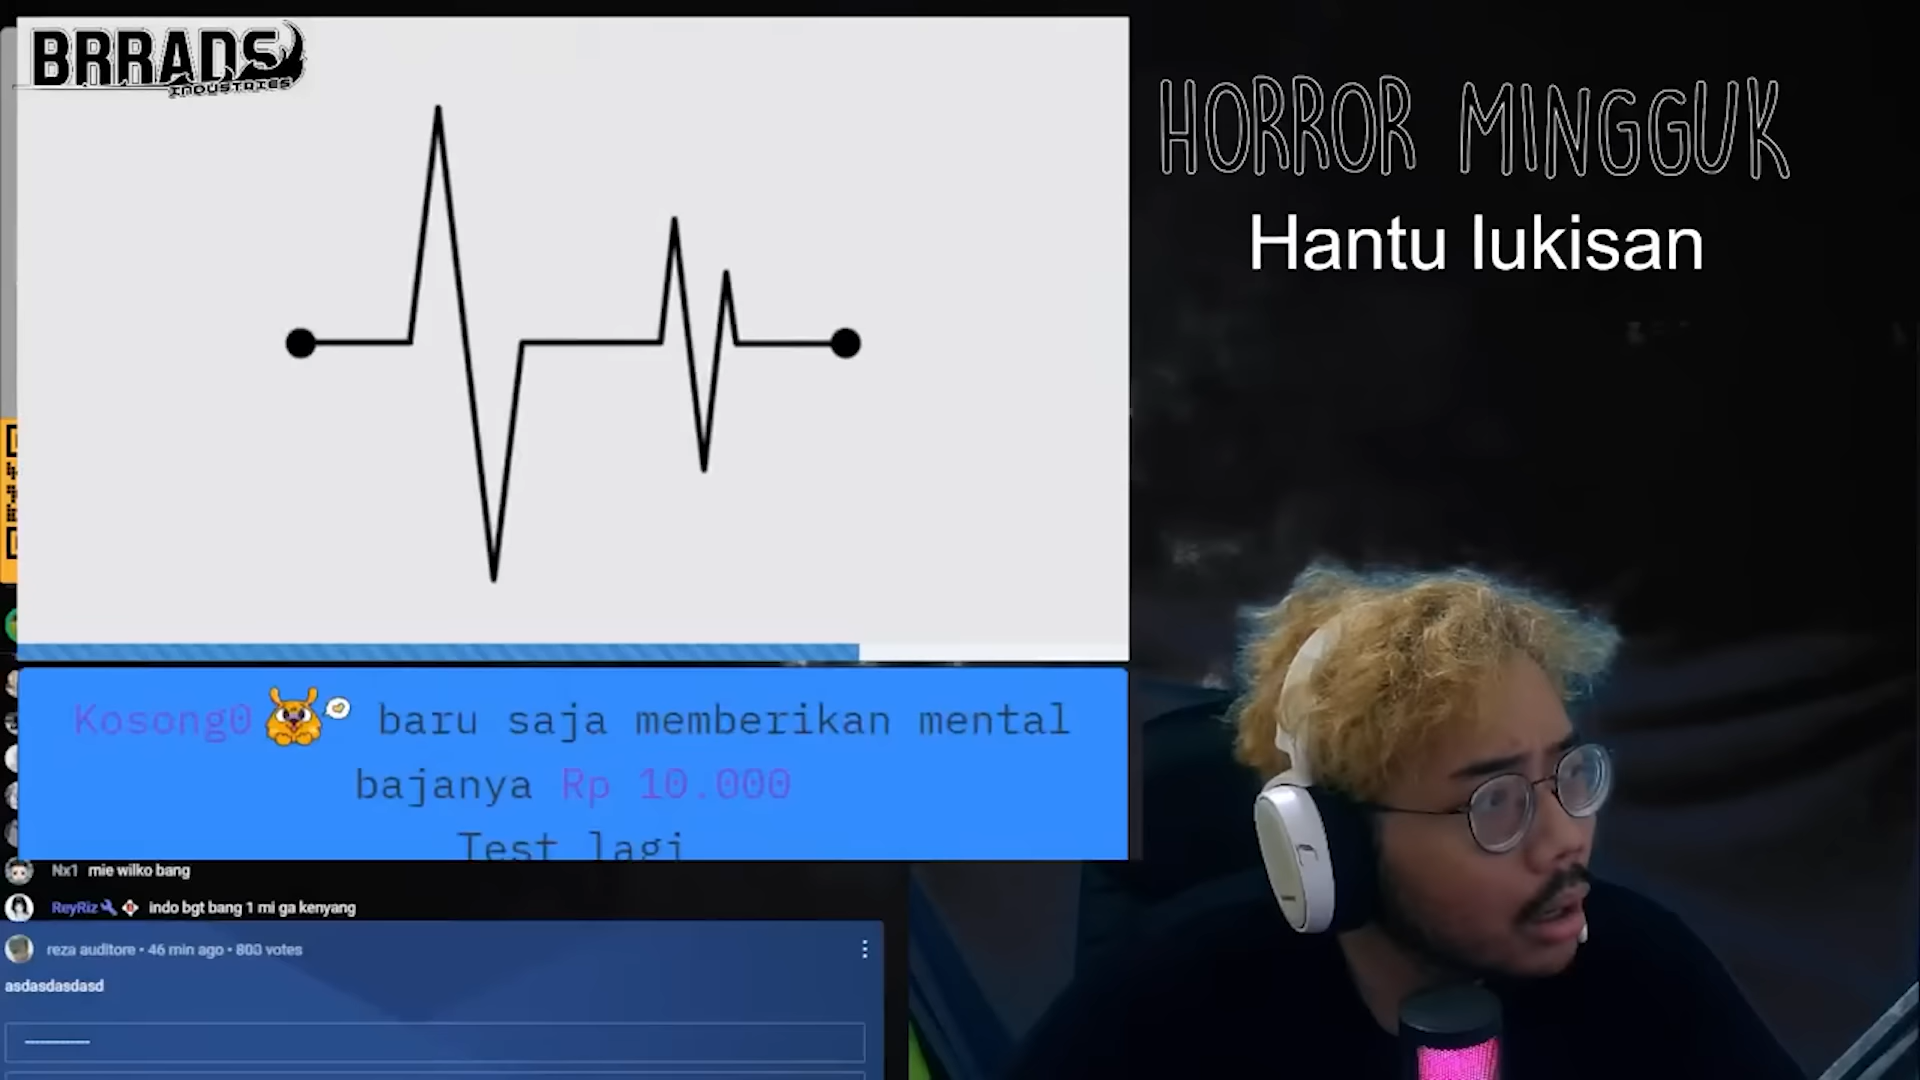 BRRADS
INDUSTRIES
HORROR MINGGUK
Hantu lukisan
Kosong0 baru saja memberikan mental
bajanya Rp 10.000
Test lagi
Nx1 mie wilko bang
ReyRiz indo bgt bang 1 mi ga kenyang
reza auditore • 46 min ago • 800 votes
asdasdasdasd